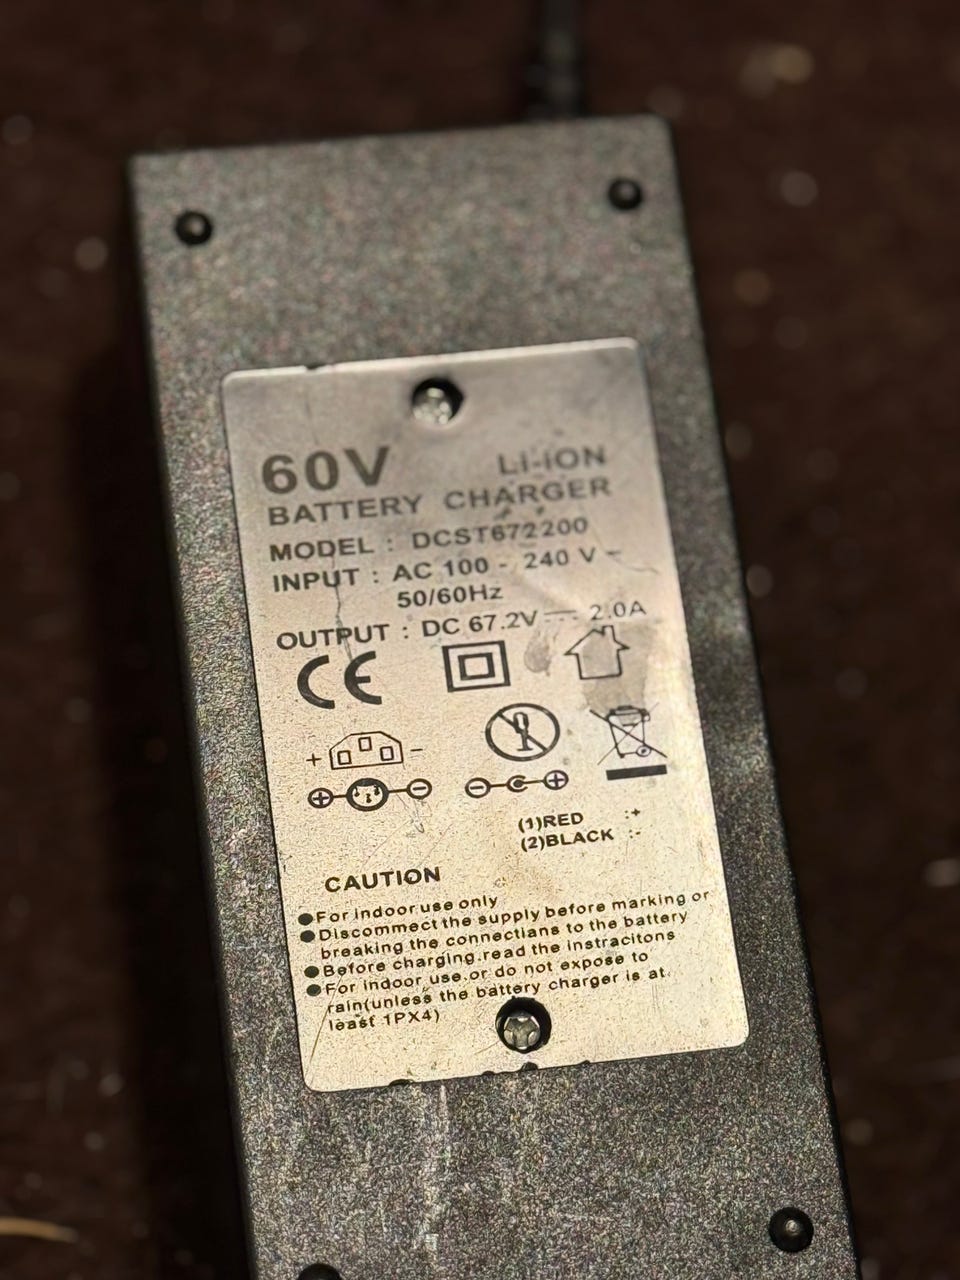 60V Li-iON
BATTERY CHARGER
MODEL : DCST672200
INPUT : AC 100 - 240 V ~
50/60Hz
OUTPUT : DC 67.2V ⎓ 2.0A
CE
+ -
+ - - +
(1)RED :+
(2)BLACK :-
CAUTION
●For indoor use only
●Discommect the supply before marking or
breaking the connectians to the battery
●Before charging.read the instracitons
●For indoor use.or do not expose to
rain(unless the battery charger is at
least 1PX4)